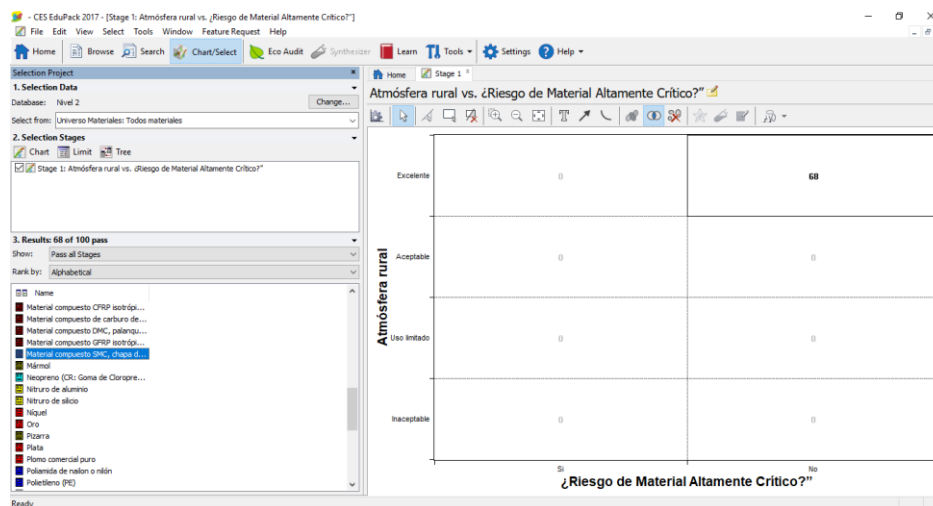 - CES EduPack 2017 - [Stage 1: Atmósfera rural vs. ¿Riesgo de Material Altamente Crítico?"]
File Edit View Select Tools Window Feature Request Help
Home Browse Search Chart/Select Eco Audit Synthesizer Learn Tools Settings Help
Selection Project
1. Selection Data
Database: Nivel 2 Change...
Select from: Universo Materiales: Todos materiales
2. Selection Stages
Chart Limit Tree
Stage 1: Atmósfera rural vs. ¿Riesgo de Material Altamente Crítico?"
3. Results: 68 of 100 pass
Show: Pass all Stages
Rank by: Alphabetical
Name
Material compuesto CFRP isotrópi...
Material compuesto de carburo de...
Material compuesto DMC, palanqu...
Material compuesto GFRP isotrópi...
Material compuesto SMC, chapa d...
Mármol
Neopreno (CR: Goma de Cloropre...
Nitruro de aluminio
Nitruro de silicio
Níquel
Oro
Pizarra
Plata
Plomo comercial puro
Poliamida de nailon o nilón
Polietileno (PE)
Ready
Home Stage 1
Atmósfera rural vs. ¿Riesgo de Material Altamente Crítico?"
Atmósfera rural
Excelente 0 68
Aceptable 0 0
Uso limitado 0 0
Inaceptable 0 0
Si No
¿Riesgo de Material Altamente Crítico?"